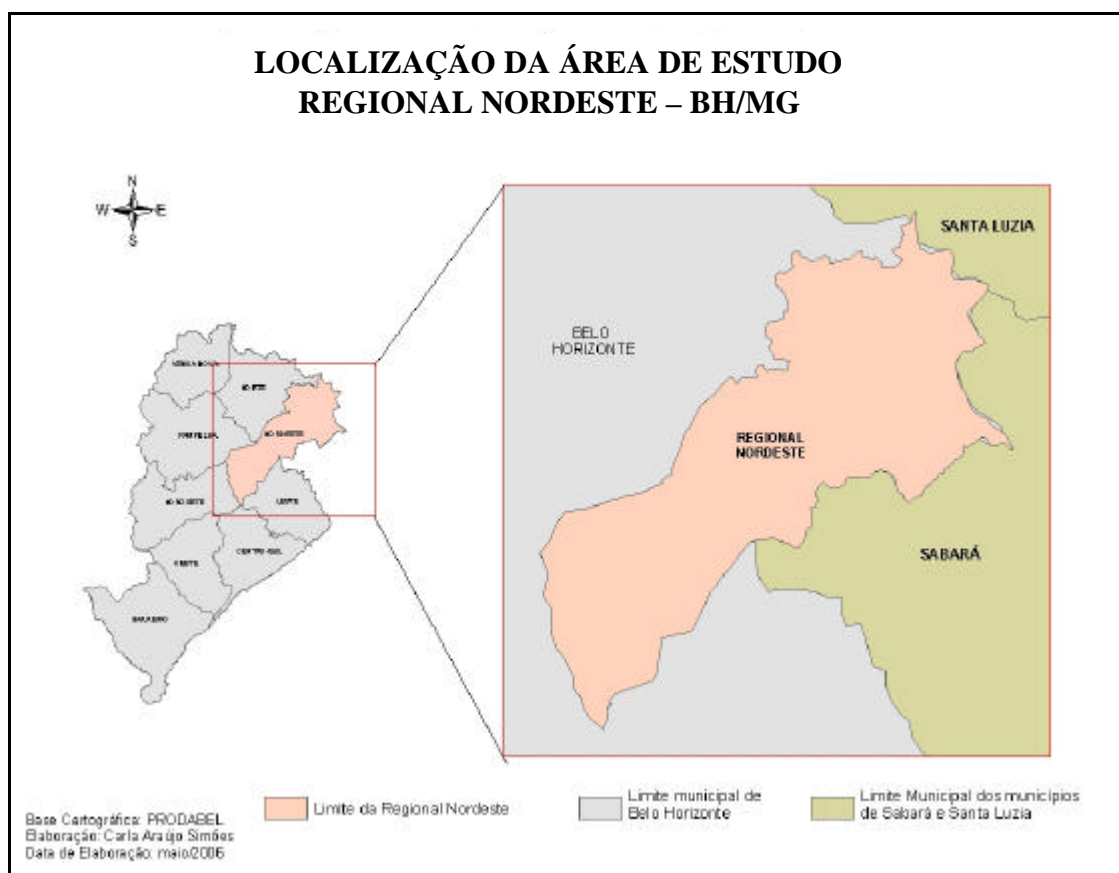 LOCALIZAÇÃO DA ÁREA DE ESTUDO
REGIONAL NORDESTE – BH/MG
N
W E
S
SANTA LUZIA
BELO
HORIZONTE
REGIONAL
NORDESTE
SABARÁ
LESTE
CENTRO-SUL
OESTE
BARREIRO
Limite da Regional Nordeste
Limite municipal de
Belo Horizonte
Limite Municipal dos municípios
de Sabará e Santa Luzia
Base Cartográfica: PRODABEL
Elaboração: Carla Araújo Simões
Data de Elaboração: maio/2006